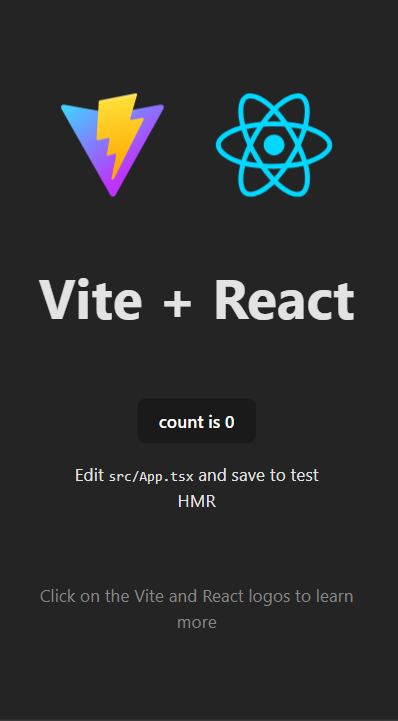 Vite + React
count is 0
Edit src/App.tsx and save to test
HMR
Click on the Vite and React logos to learn
more